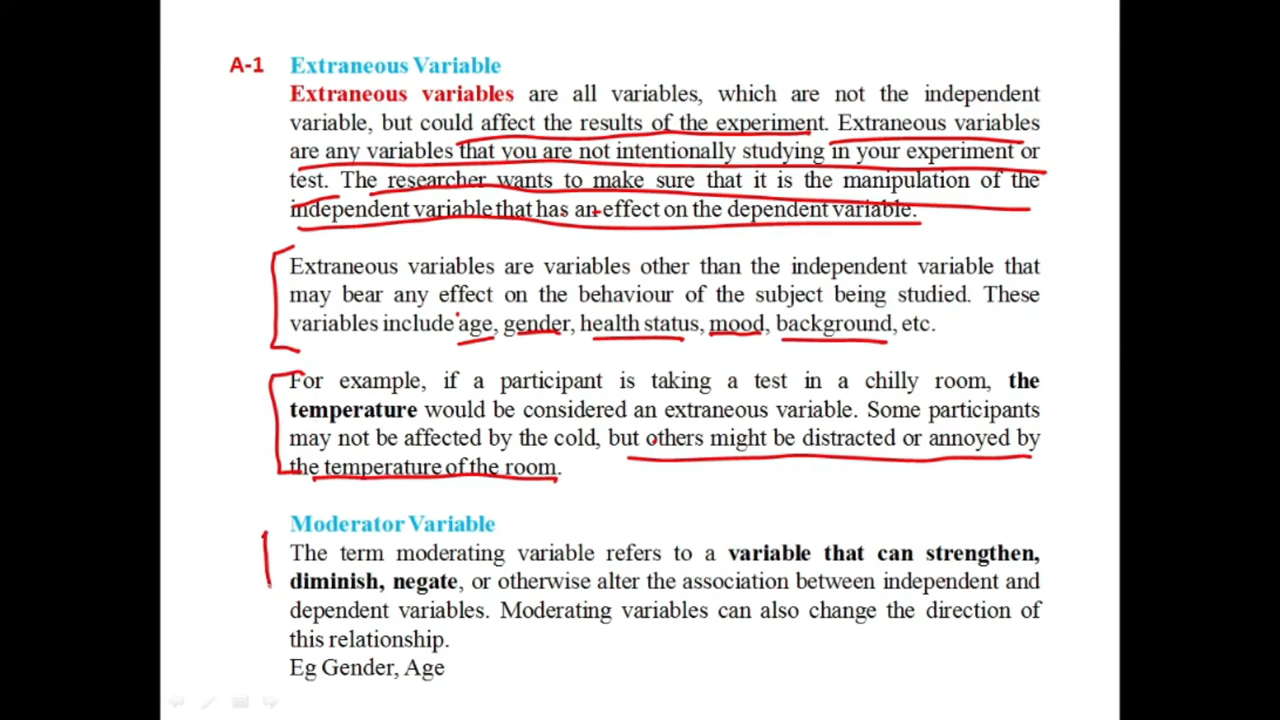 A-1 Extraneous Variable
Extraneous variables are all variables, which are not the independent
variable, but could affect the results of the experiment. Extraneous variables
are any variables that you are not intentionally studying in your experiment or
test. The researcher wants to make sure that it is the manipulation of the
independent variable that has an effect on the dependent variable.
Extraneous variables are variables other than the independent variable that
may bear any effect on the behaviour of the subject being studied. These
variables include age, gender, health status, mood, background, etc.
For example, if a participant is taking a test in a chilly room, the
temperature would be considered an extraneous variable. Some participants
may not be affected by the cold, but others might be distracted or annoyed by
the temperature of the room.
Moderator Variable
The term moderating variable refers to a variable that can strengthen,
diminish, negate, or otherwise alter the association between independent and
dependent variables. Moderating variables can also change the direction of
this relationship.
Eg Gender, Age